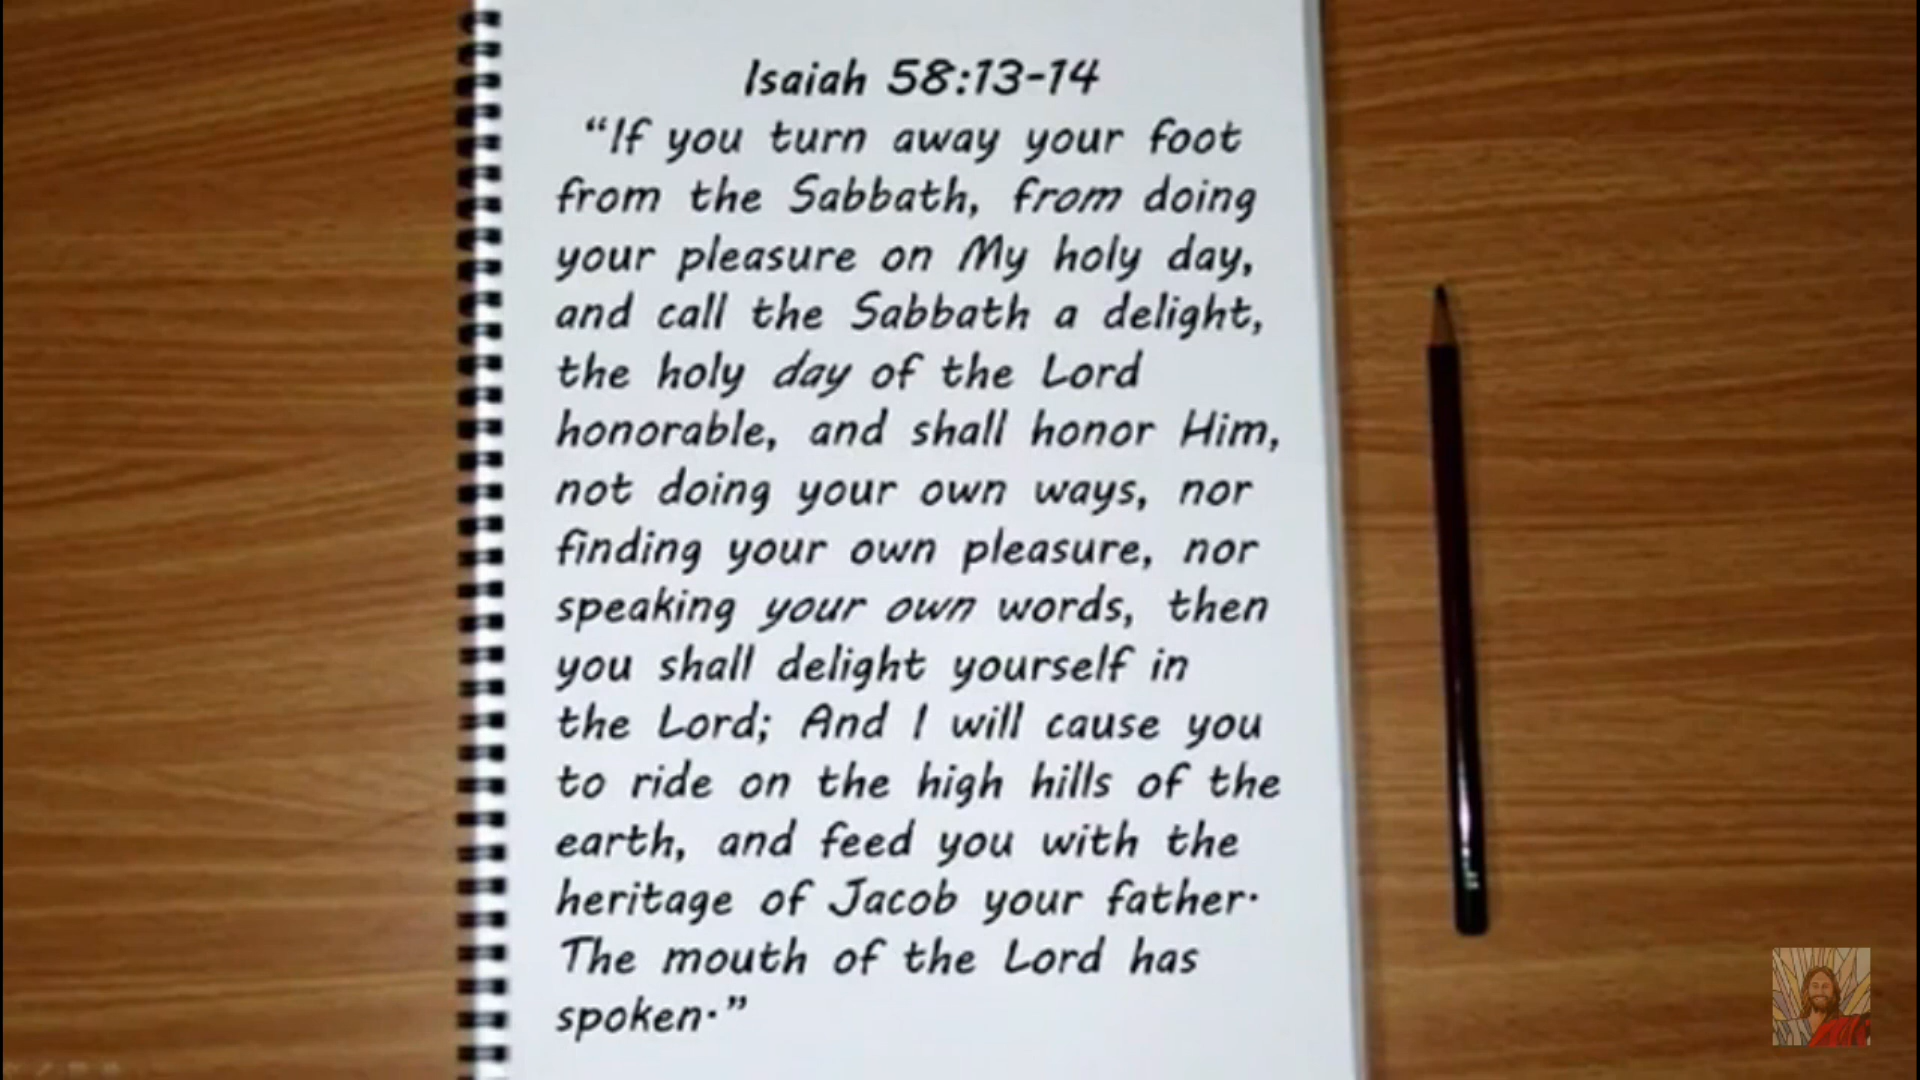 Isaiah 58:13-14
“If you turn away your foot
from the Sabbath, from doing
your pleasure on My holy day,
and call the Sabbath a delight,
the holy day of the Lord
honorable, and shall honor Him,
not doing your own ways, nor
finding your own pleasure, nor
speaking your own words, then
you shall delight yourself in
the Lord; And I will cause you
to ride on the high hills of the
earth, and feed you with the
heritage of Jacob your father.
The mouth of the Lord has
spoken.”